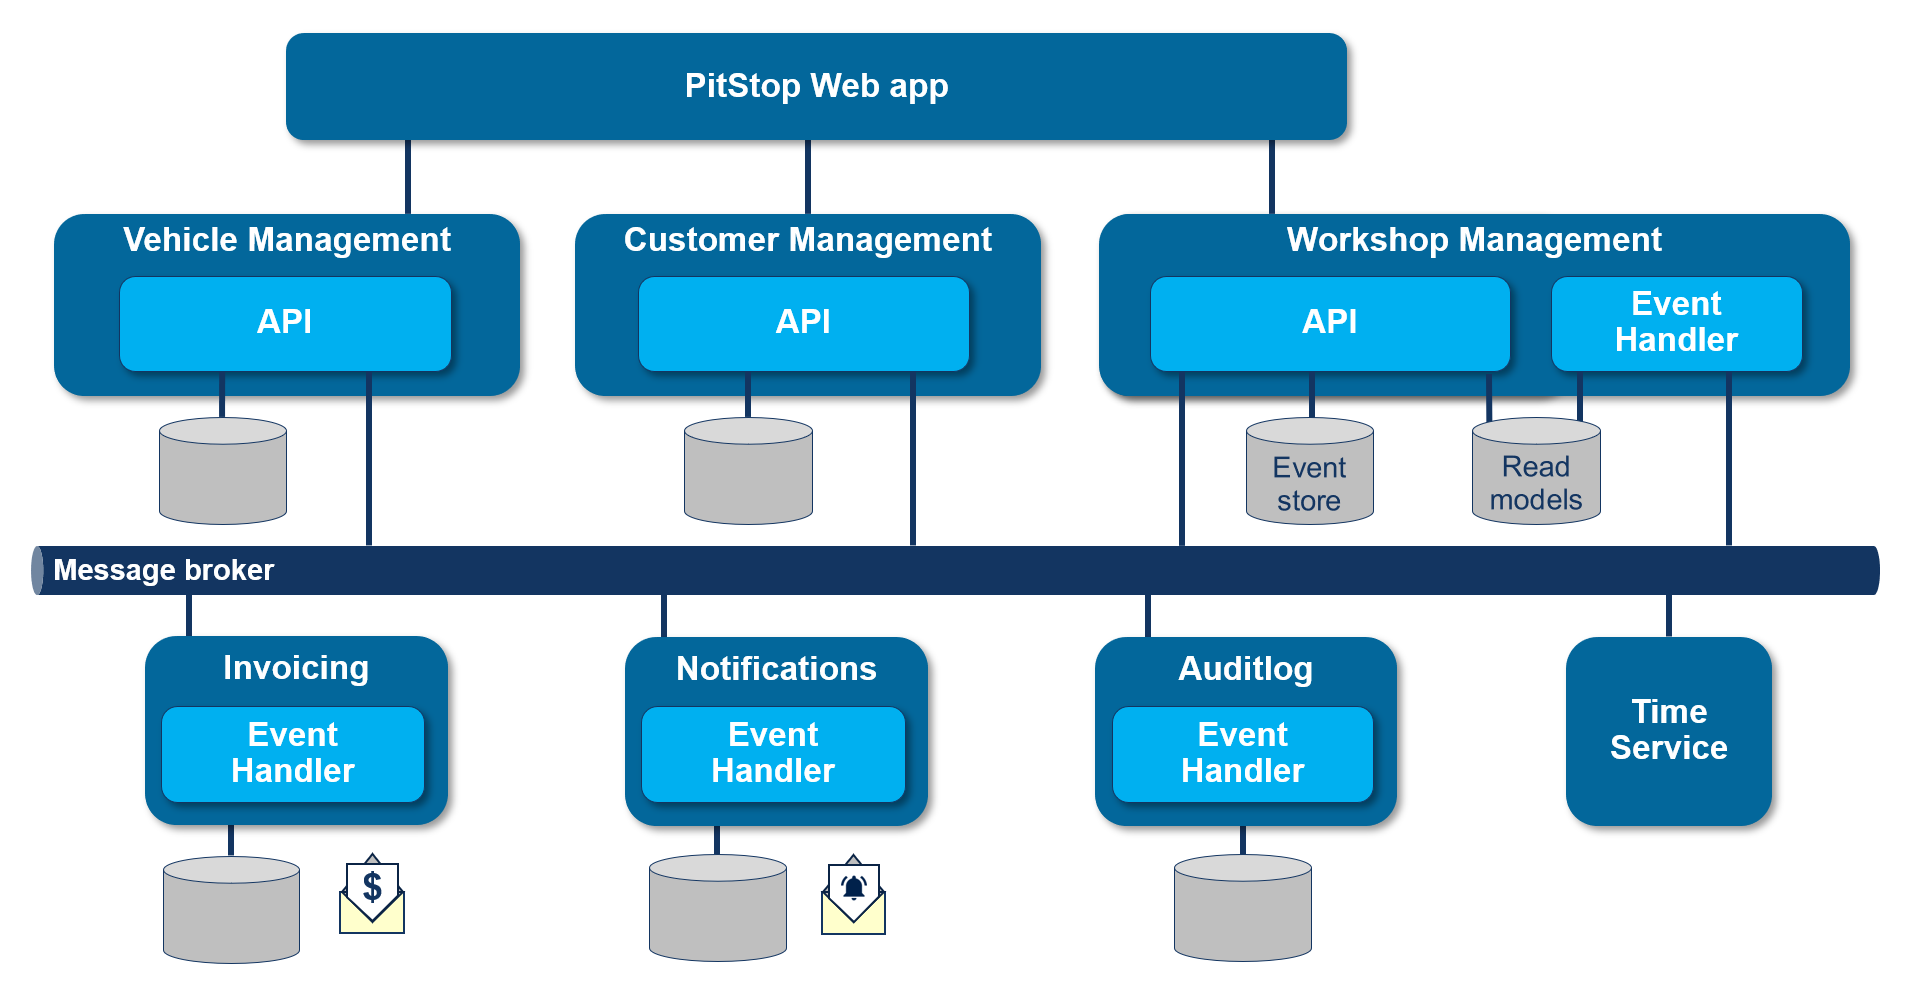 PitStop Web app
Vehicle Management
API
Customer Management
API
Workshop Management
API
Event
Handler
Event
store
Read
models
Message broker
Invoicing
Event
Handler
$
Notifications
Event
Handler
Auditlog
Event
Handler
Time
Service